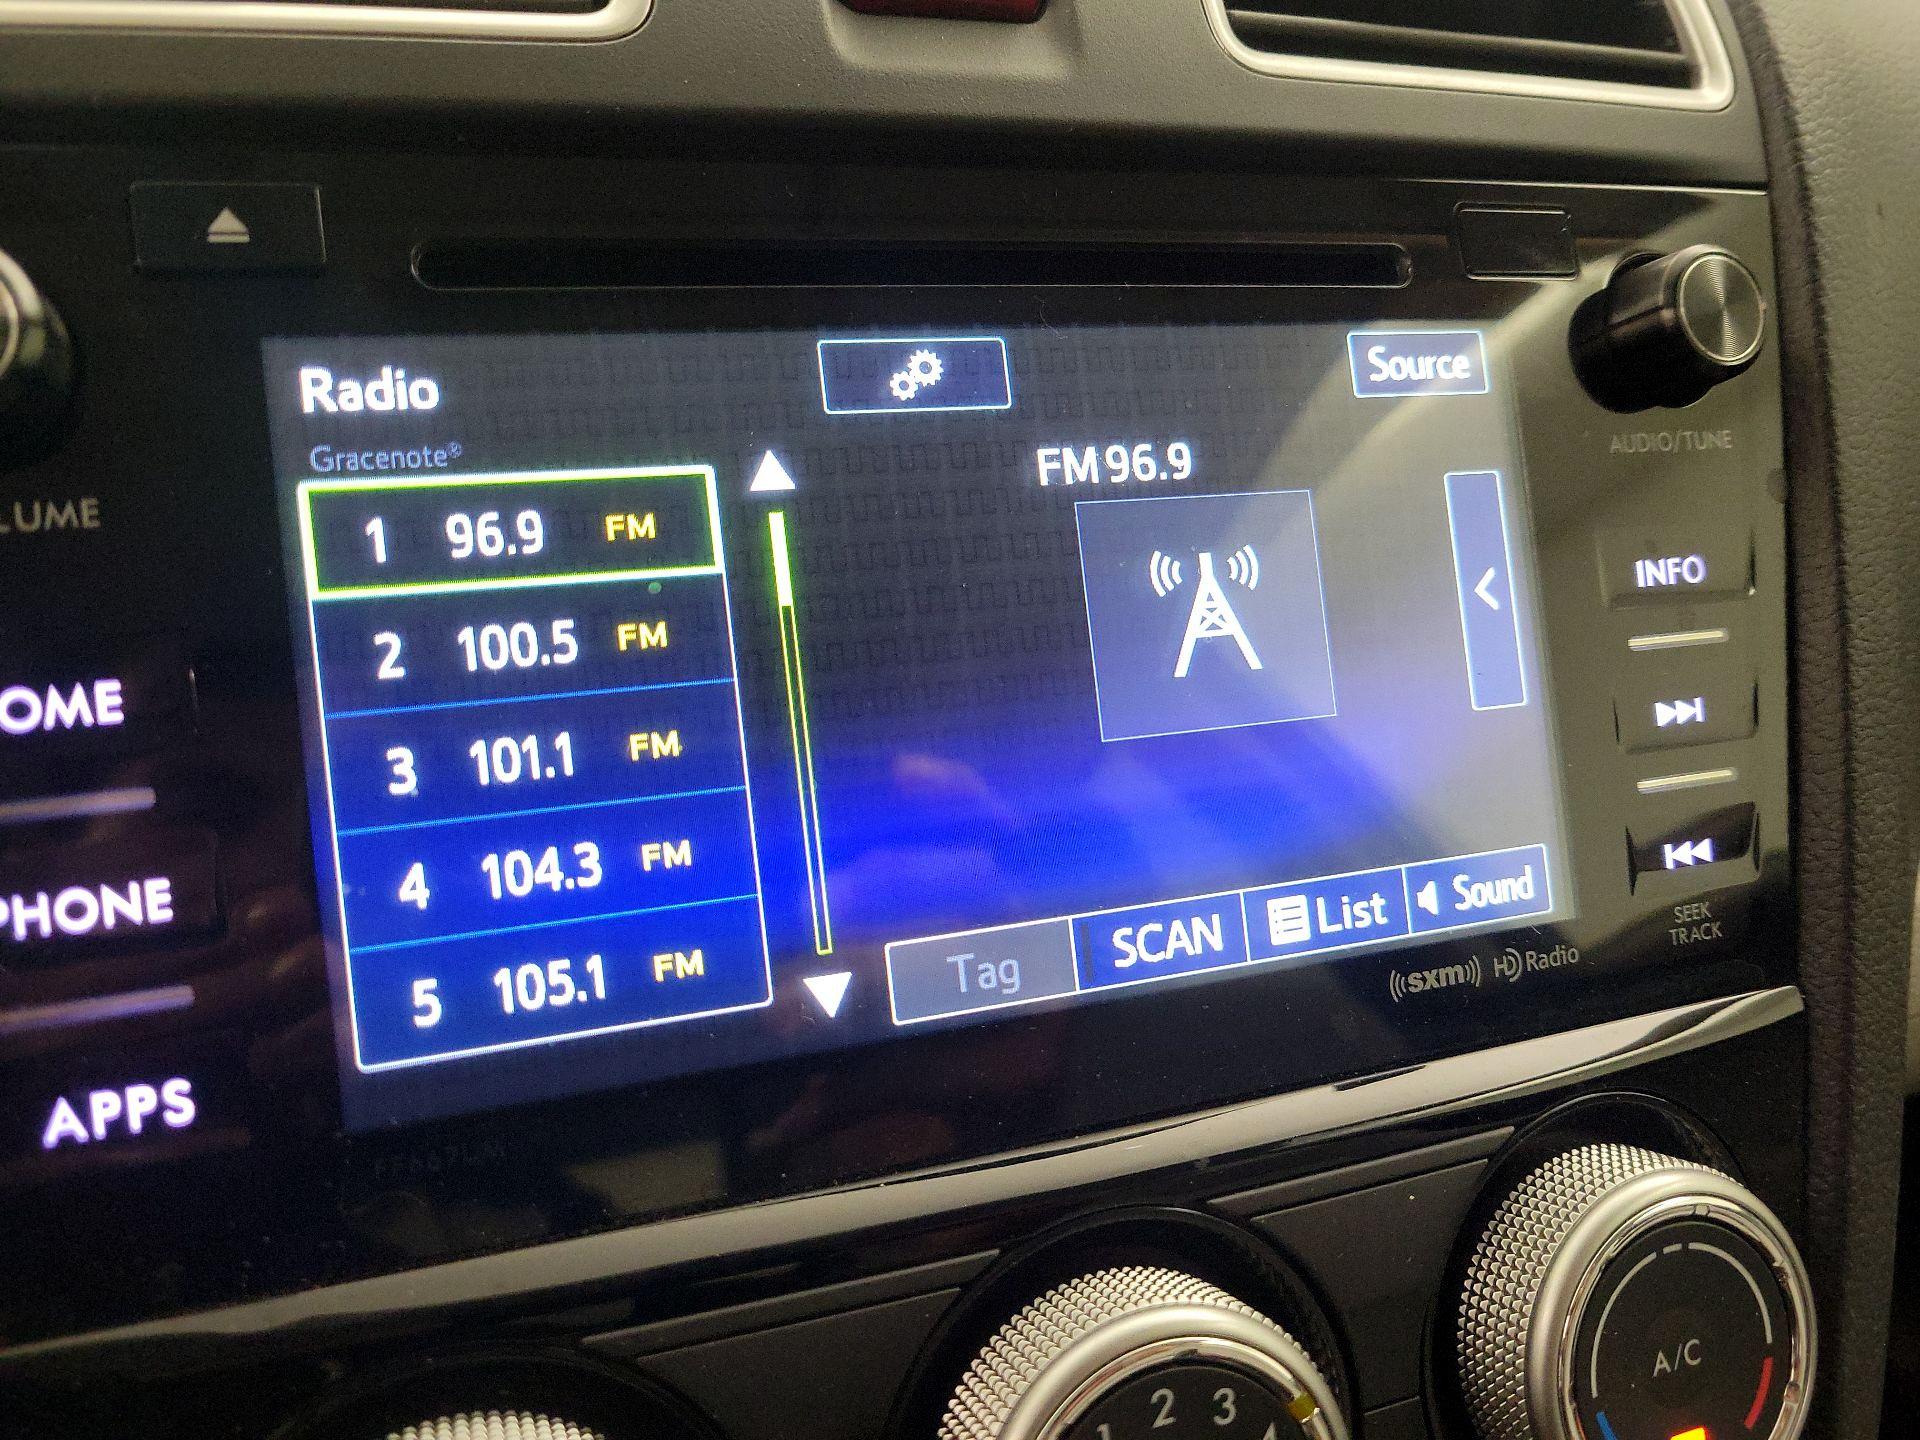 Radio
Source
Gracenote®
FM 96.9
AUDIO/TUNE
1 96.9 FM
2 100.5 FM
3 101.1 FM
4 104.3 FM
5 105.1 FM
LUME
OME
PHONE
APPS
INFO
SEEK
TRACK
Tag
SCAN
List
Sound
((sxm)) HD Radio
A/C
1 2 3 4